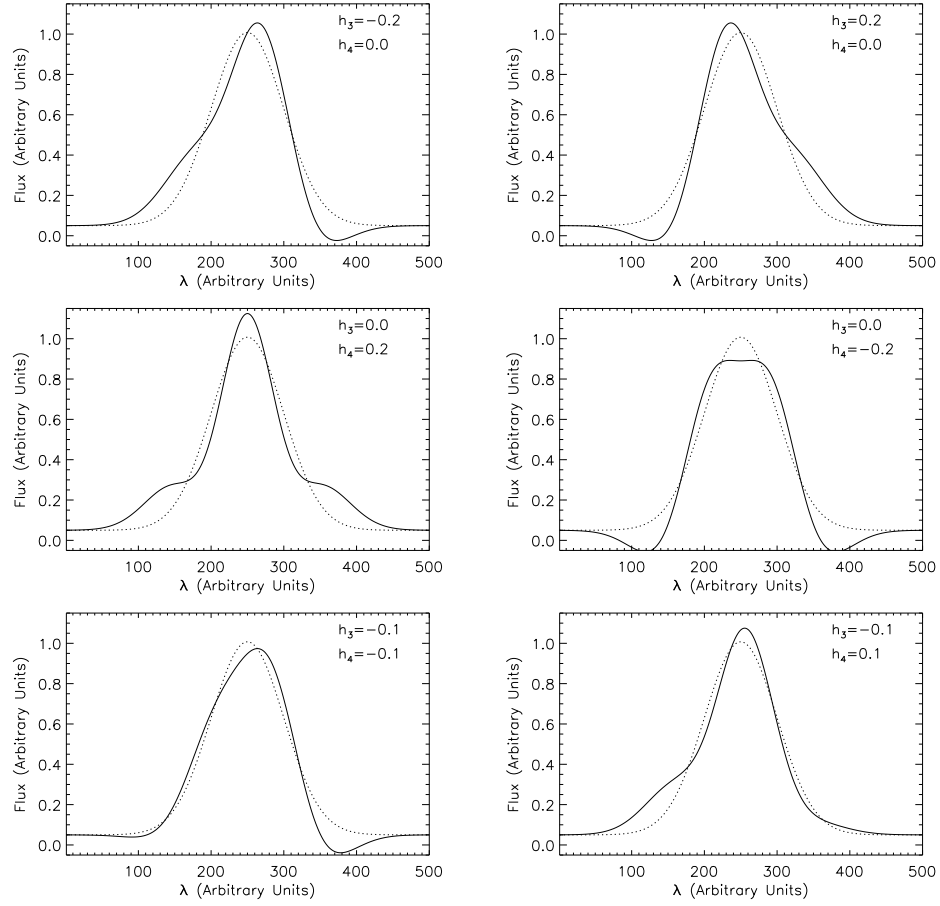 h₃=−0.2
h₄=0.0
Flux (Arbitrary Units)
1.0
0.8
0.6
0.4
0.2
0.0
100 200 300 400 500
λ (Arbitrary Units)
h₃=0.2
h₄=0.0
Flux (Arbitrary Units)
1.0
0.8
0.6
0.4
0.2
0.0
100 200 300 400 500
λ (Arbitrary Units)
h₃=0.0
h₄=0.2
Flux (Arbitrary Units)
1.0
0.8
0.6
0.4
0.2
0.0
100 200 300 400 500
λ (Arbitrary Units)
h₃=0.0
h₄=−0.2
Flux (Arbitrary Units)
1.0
0.8
0.6
0.4
0.2
0.0
100 200 300 400 500
λ (Arbitrary Units)
h₃=−0.1
h₄=−0.1
Flux (Arbitrary Units)
1.0
0.8
0.6
0.4
0.2
0.0
100 200 300 400 500
λ (Arbitrary Units)
h₃=−0.1
h₄=0.1
Flux (Arbitrary Units)
1.0
0.8
0.6
0.4
0.2
0.0
100 200 300 400 500
λ (Arbitrary Units)